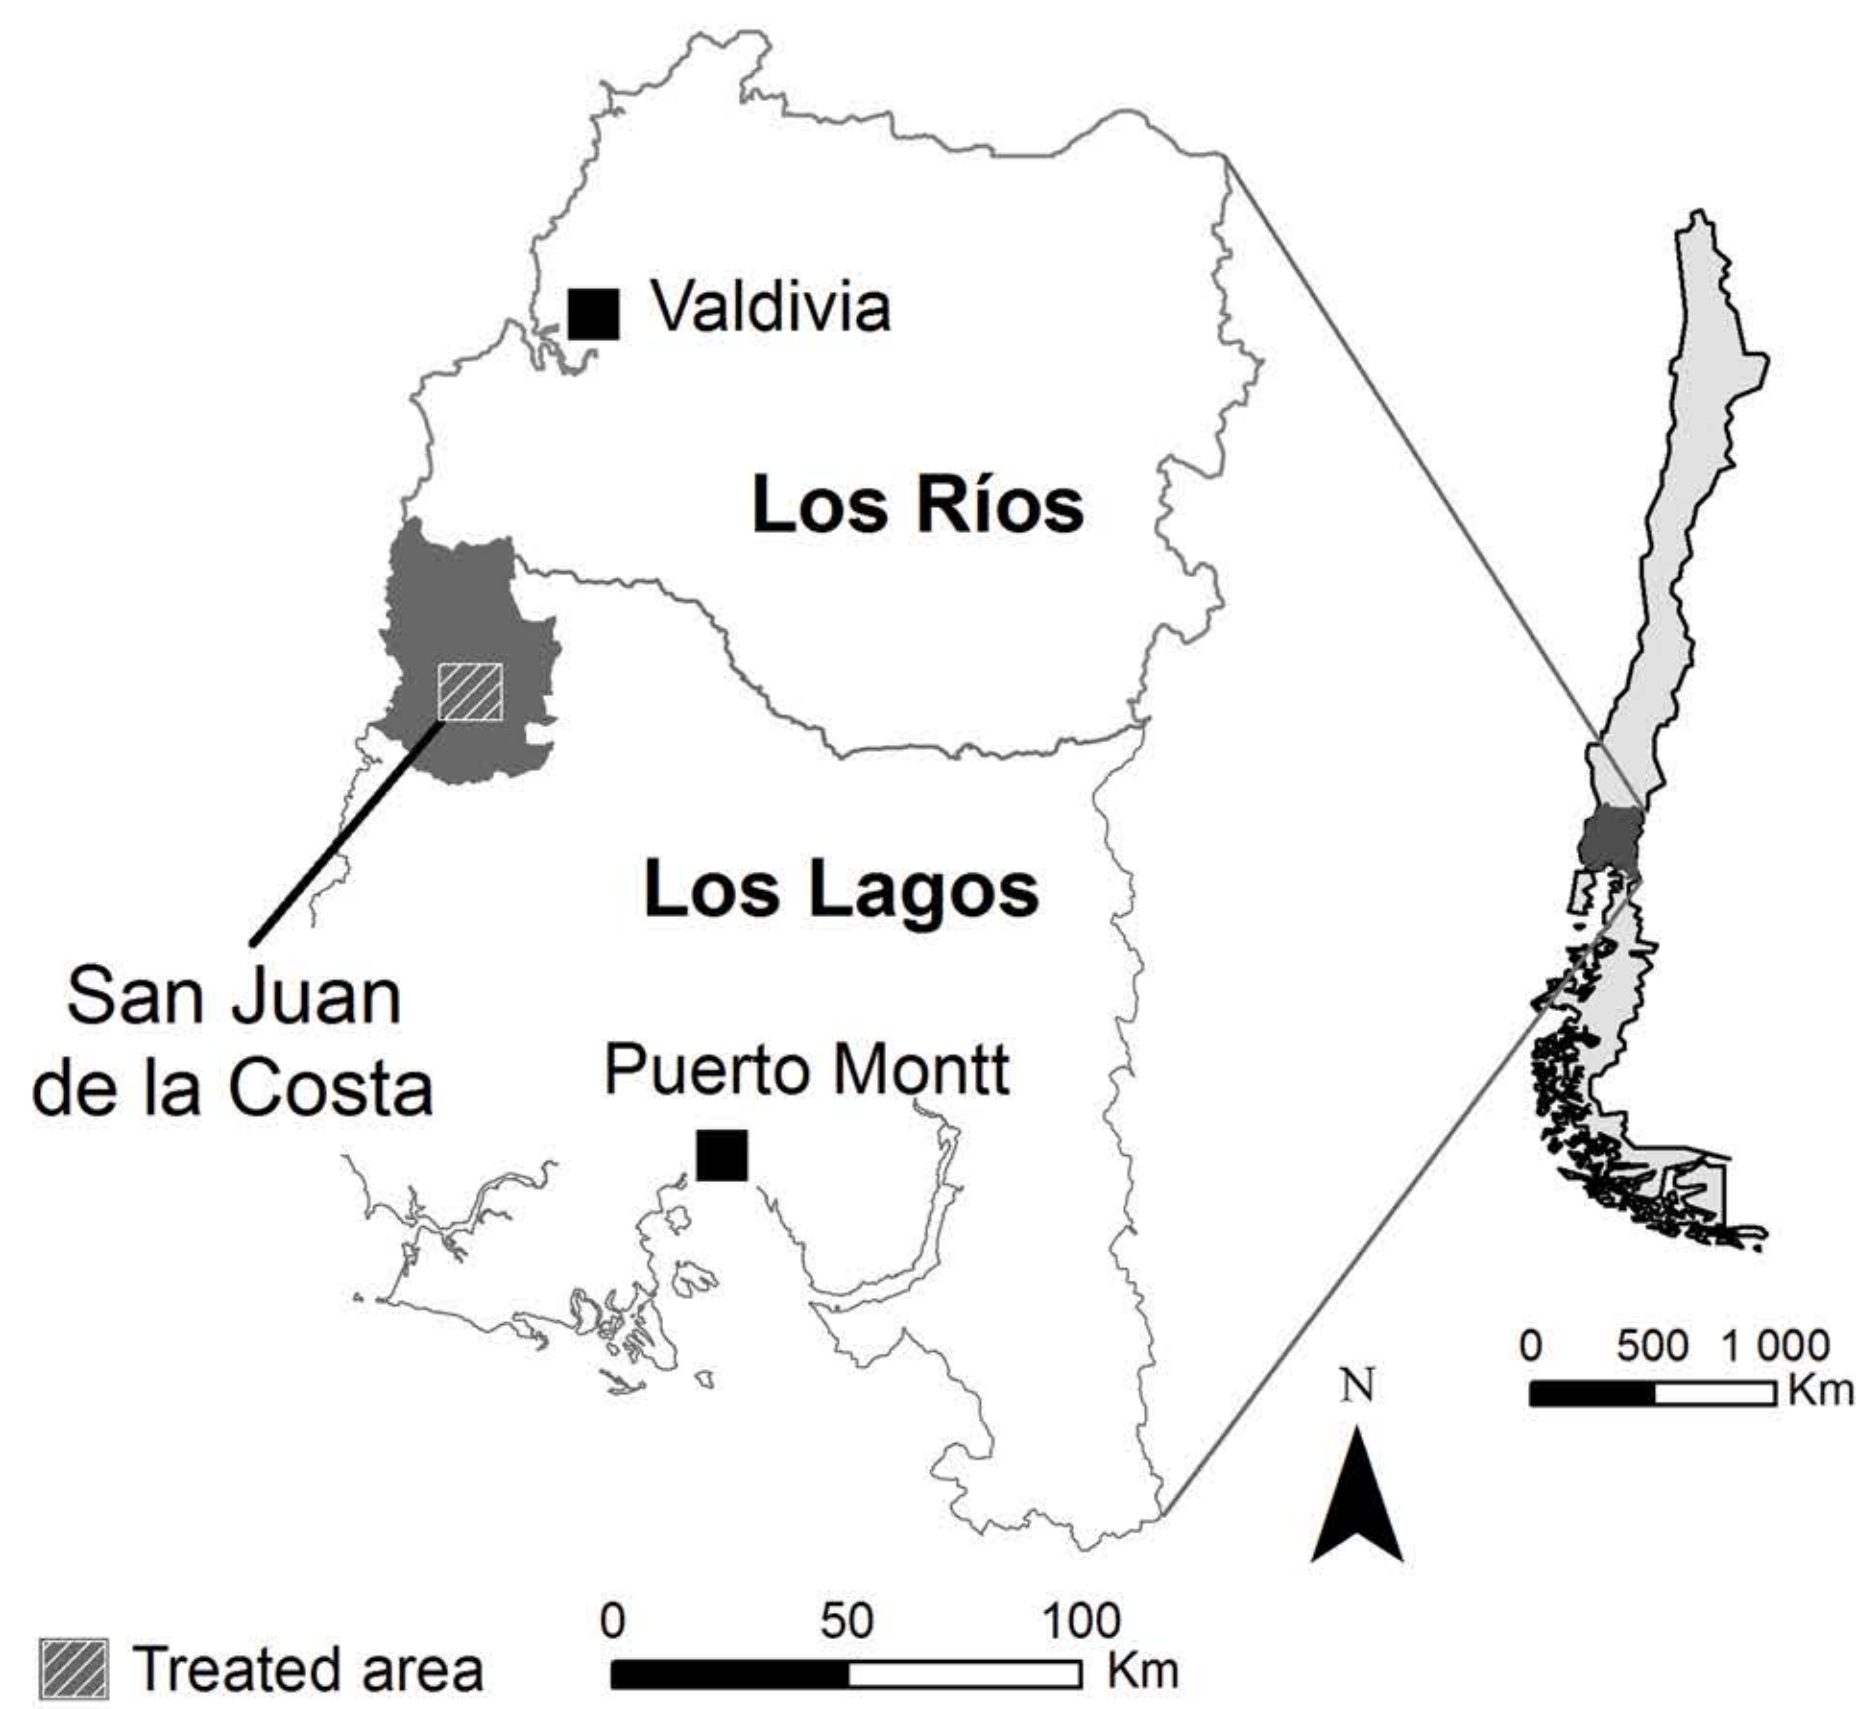 Valdivia
Los Ríos
Los Lagos
San Juan
de la Costa
Puerto Montt
0 500 1 000
Km
N
0 50 100
Km
Treated area